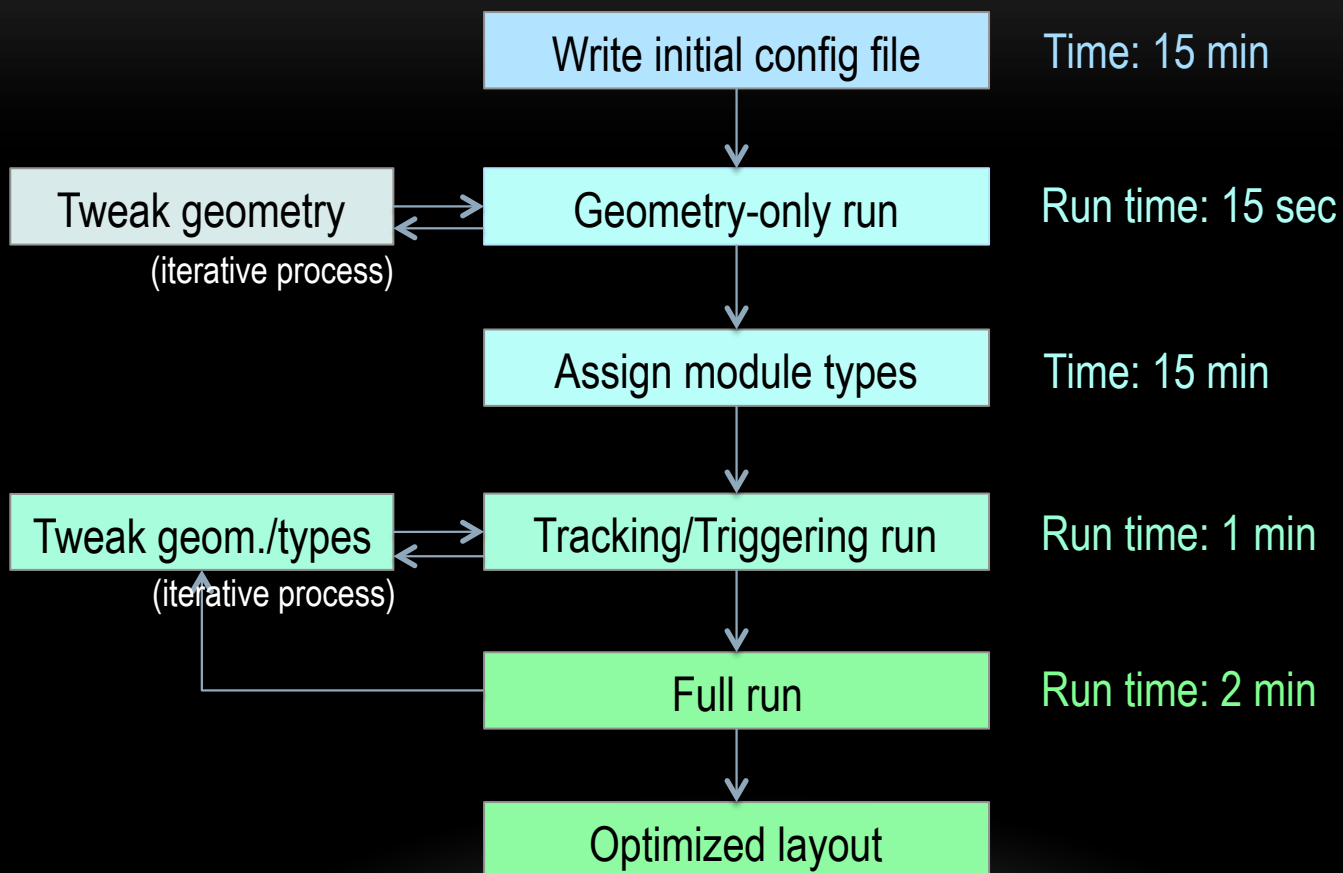 Write initial config file
Time: 15 min
Tweak geometry
Geometry-only run
Run time: 15 sec
(iterative process)
Assign module types
Time: 15 min
Tweak geom./types
Tracking/Triggering run
Run time: 1 min
(iterative process)
Full run
Run time: 2 min
Optimized layout